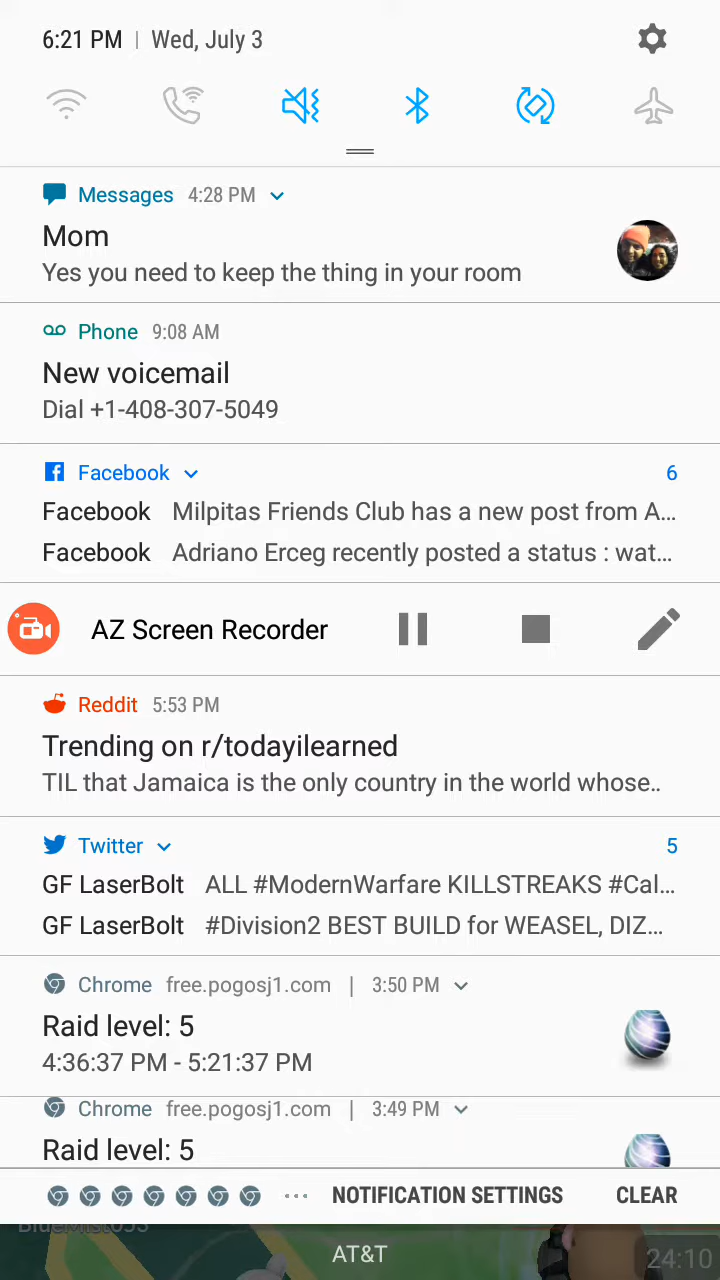 6:21 PM | Wed, July 3
Messages 4:28 PM
Mom
Yes you need to keep the thing in your room
Phone 9:08 AM
New voicemail
Dial +1-408-307-5049
Facebook 6
Facebook Milpitas Friends Club has a new post from A...
Facebook Adriano Erceg recently posted a status : wat...
AZ Screen Recorder
Reddit 5:53 PM
Trending on r/todayilearned
TIL that Jamaica is the only country in the world whose..
Twitter 5
GF LaserBolt ALL #ModernWarfare KILLSTREAKS #Cal...
GF LaserBolt #Division2 BEST BUILD for WEASEL, DIZ...
Chrome free.pogosj1.com | 3:50 PM
Raid level: 5
4:36:37 PM - 5:21:37 PM
Chrome free.pogosj1.com | 3:49 PM
Raid level: 5
... NOTIFICATION SETTINGS CLEAR
AT&T
24:10